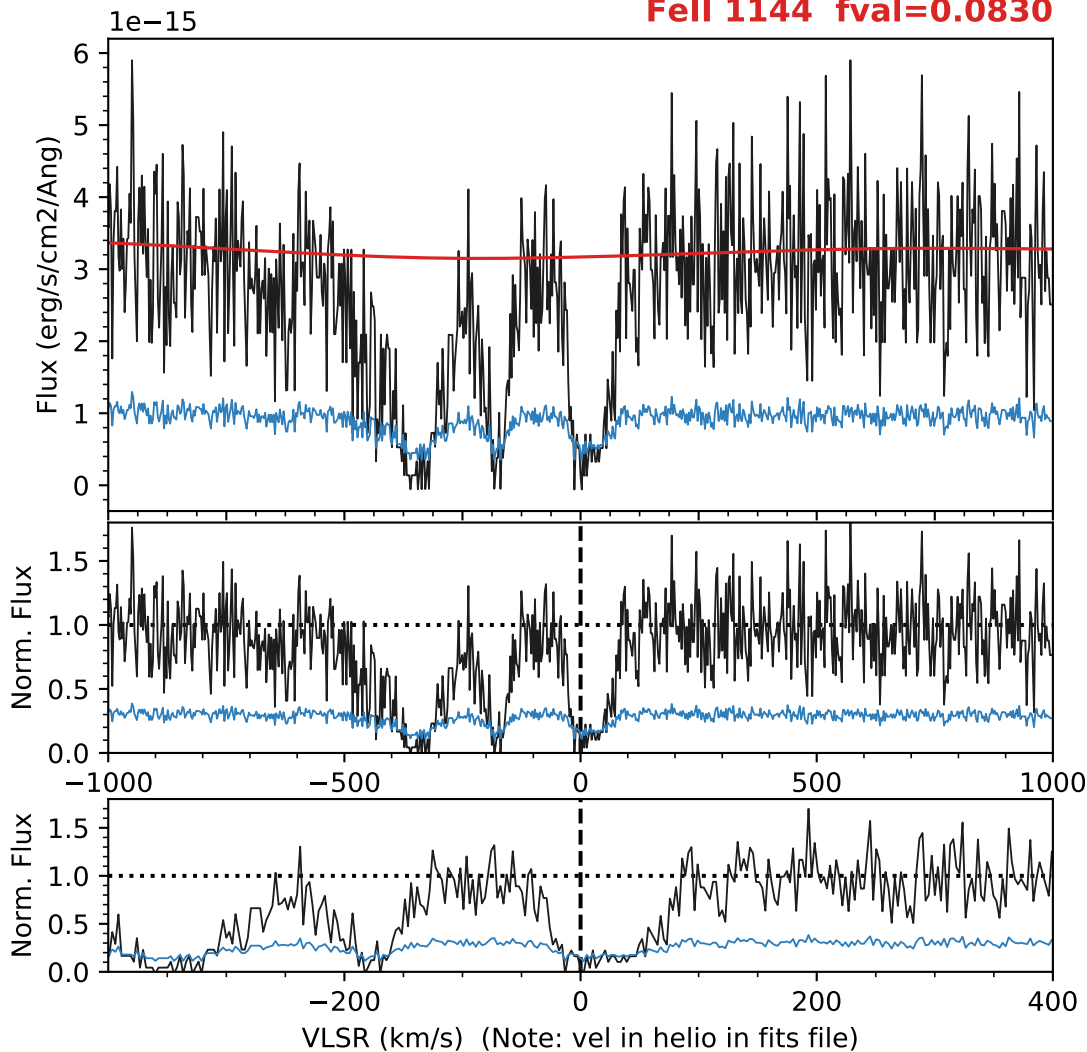 FeII 1144 fval=0.0830
1e−15
6
5
4
3
2
1
0
Flux (erg/s/cm2/Ang)
1.5
1.0
0.5
0.0
Norm. Flux
−1000 −500 0 500 1000
1.5
1.0
0.5
0.0
Norm. Flux
−200 0 200 400
VLSR (km/s) (Note: vel in helio in fits file)